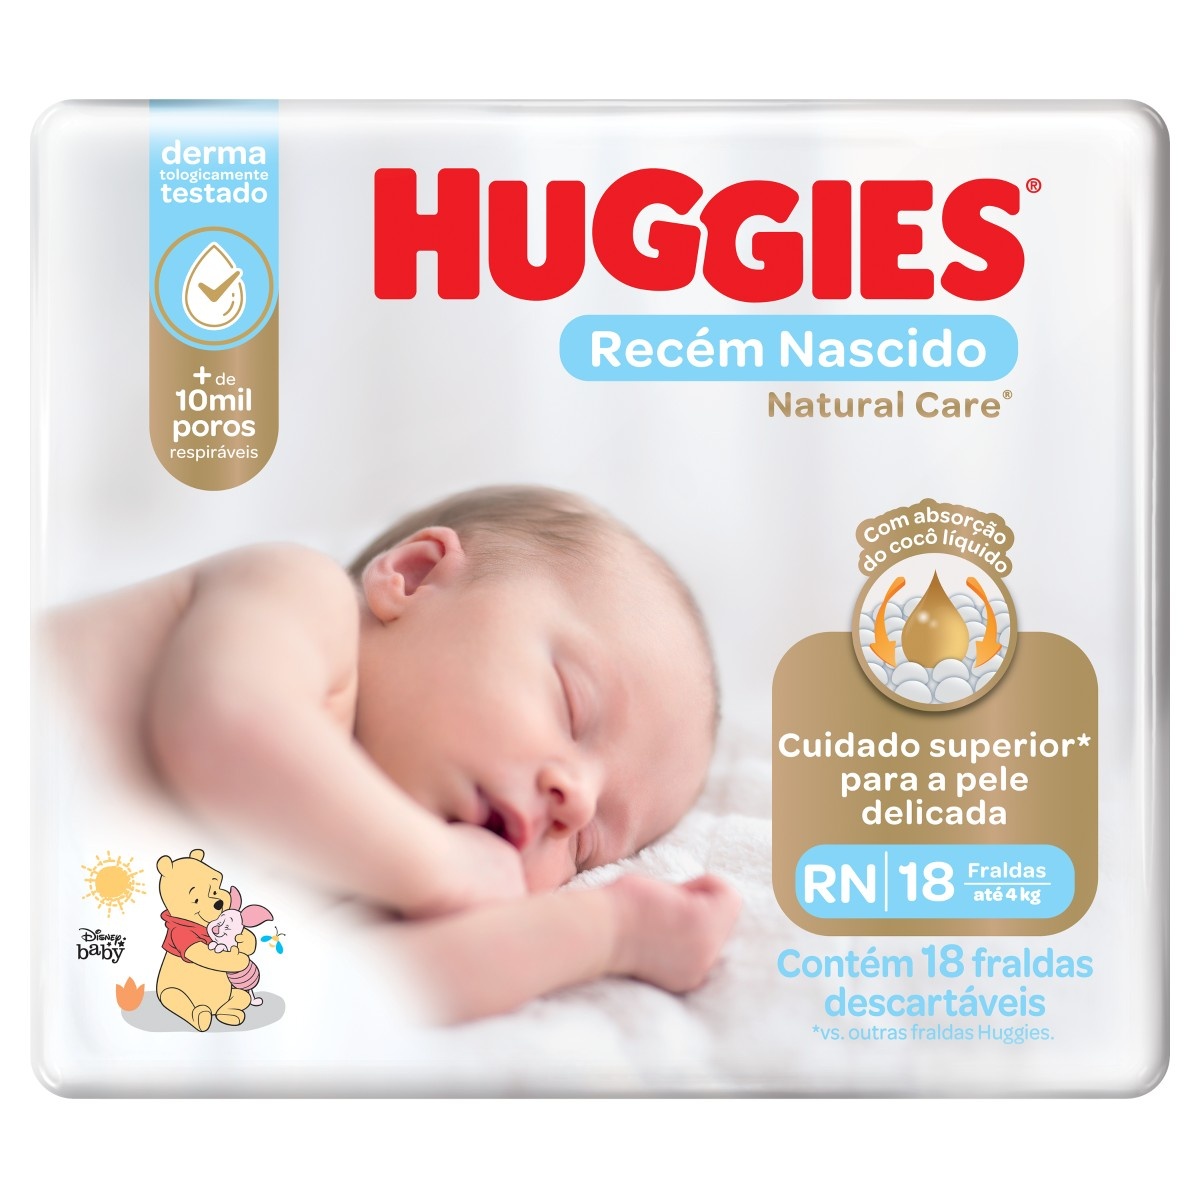 derma
tologicamente
testado
+ de
10mil
poros
respiráveis
HUGGIES®
Recém Nascido
Natural Care®
Com absorção
do cocô líquido
Cuidado superior*
para a pele
delicada
RN 18 Fraldas
até 4 kg
Contém 18 fraldas
descartáveis
*vs. outras fraldas Huggies.
Disney
baby